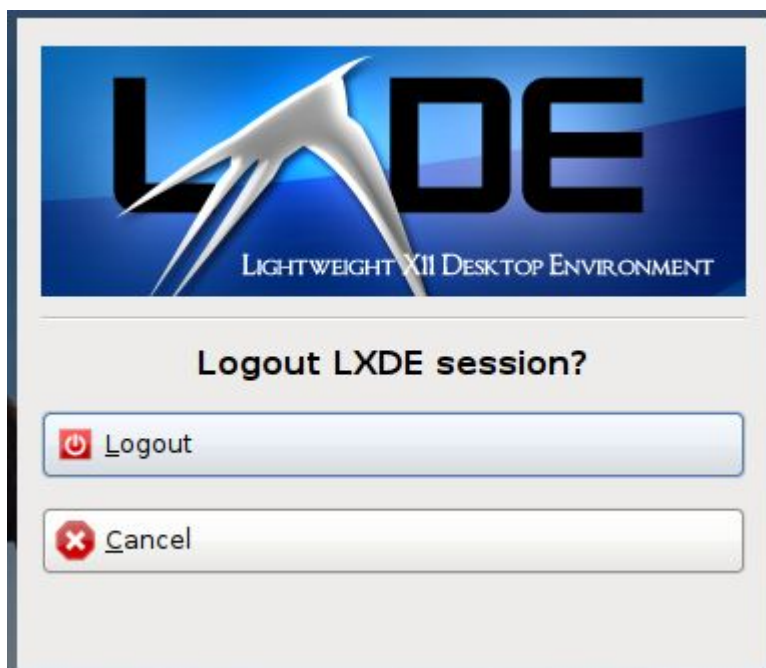 LXDE
Lightweight X11 Desktop Environment
Logout LXDE session?
Logout
Cancel